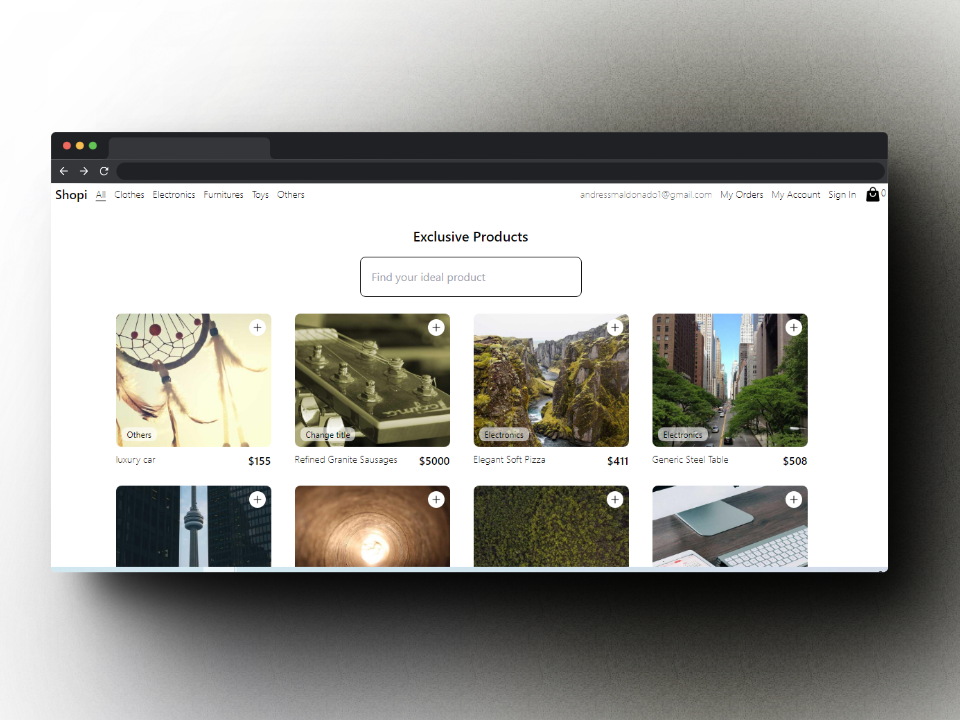 Shopi All Clothes Electronics Furnitures Toys Others andressmaldonado1@gmail.com My Orders My Account Sign In 0
Exclusive Products
Find your ideal product
Others Change title Electronics Electronics
luxury car $155 Refined Granite Sausages $5000 Elegant Soft Pizza $411 Generic Steel Table $508